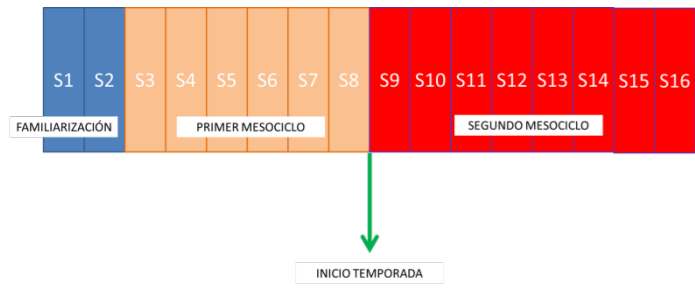 S1 S2 S3 S4 S5 S6 S7 S8 S9 S10 S11 S12 S13 S14 S15 S16
FAMILIARIZACIÓN PRIMER MESOCICLO SEGUNDO MESOCICLO
INICIO TEMPORADA